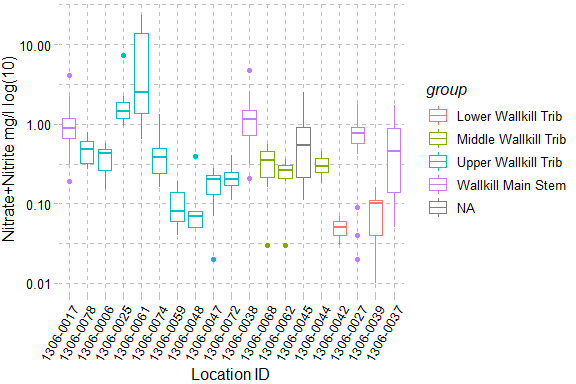 Nitrate+Nitrite mg/l log(10)
10.00
1.00
0.10
0.01
1306-0017
1306-0078
1306-0006
1306-0025
1306-0061
1306-0074
1306-0059
1306-0048
1306-0047
1306-0072
1306-0038
1306-0068
1306-0062
1306-0045
1306-0044
1306-0042
1306-0027
1306-0039
1306-0037
Location ID
group
Lower Wallkill Trib
Middle Wallkill Trib
Upper Wallkill Trib
Wallkill Main Stem
NA